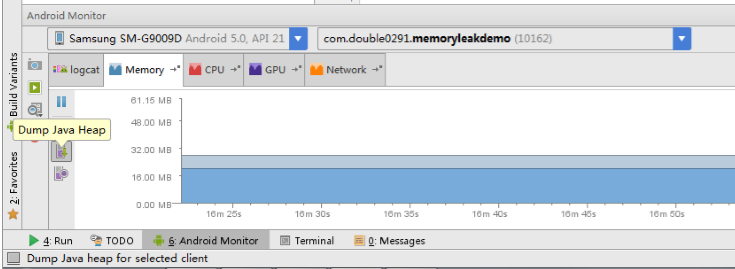 Android Monitor
Samsung SM-G9009D Android 5.0, API 21
com.double0291.memoryleakdemo (10162)
logcat
Memory
CPU
GPU
Network
Build Variants
2: Favorites
Dump Java Heap
61.15 MB
48.00 MB
32.00 MB
16.00 MB
0.00 MB
16m 25s
16m 30s
16m 35s
16m 40s
16m 45s
16m 50s
4: Run
TODO
6: Android Monitor
Terminal
0: Messages
Dump Java heap for selected client